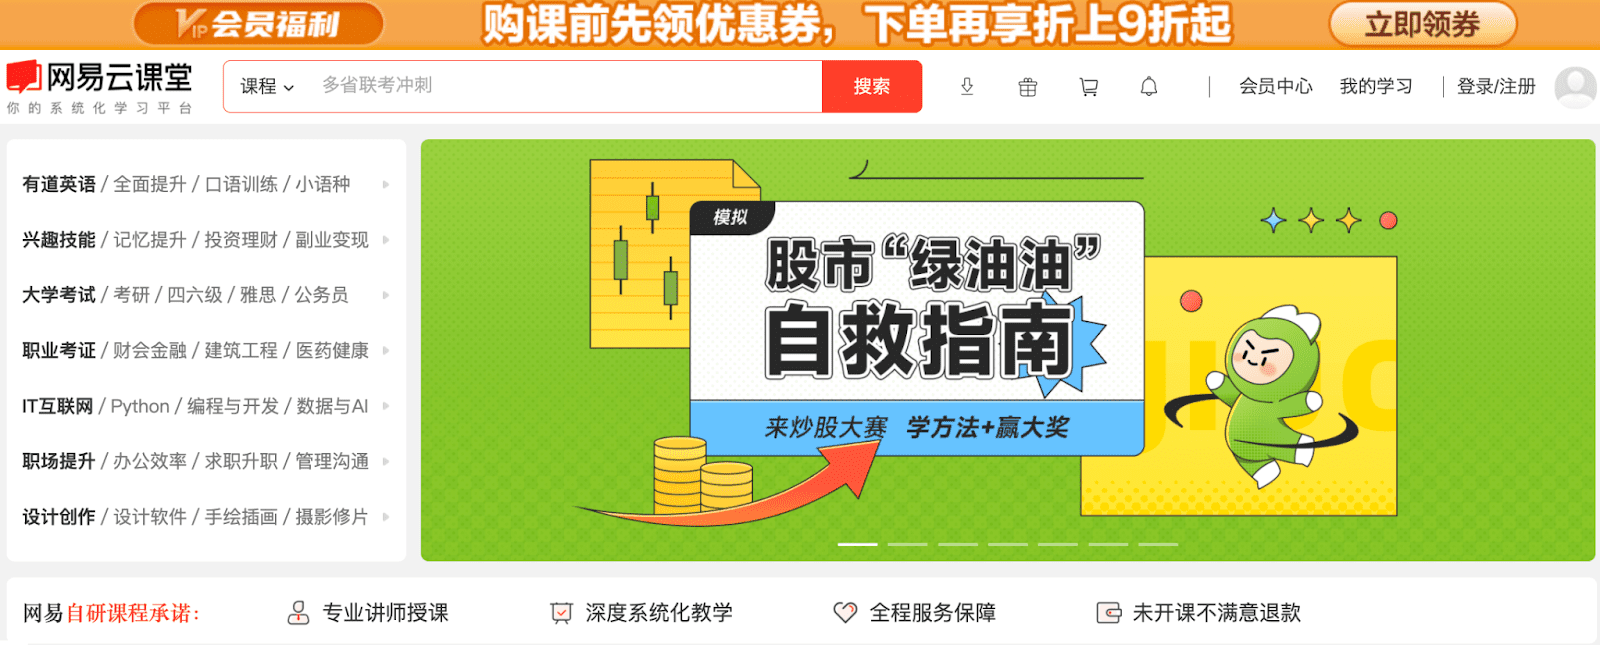 VIP会员福利 购课前先领优惠券，下单再享折上9折起 立即领券
网易云课堂
你的系统化学习平台
课程 多省联考冲刺 搜索 会员中心 我的学习 登录/注册
有道英语 / 全面提升 / 口语训练 / 小语种
兴趣技能 / 记忆提升 / 投资理财 / 副业变现
大学考试 / 考研 / 四六级 / 雅思 / 公务员
职业考证 / 财会金融 / 建筑工程 / 医药健康
IT互联网 / Python / 编程与开发 / 数据与AI
职场提升 / 办公效率 / 求职升职 / 管理沟通
设计创作 / 设计软件 / 手绘插画 / 摄影修片
模拟
股市“绿油油”
自救指南
来炒股大赛 学方法+赢大奖
网易自研课程承诺: 专业讲师授课 深度系统化教学 全程服务保障 未开课不满意退款